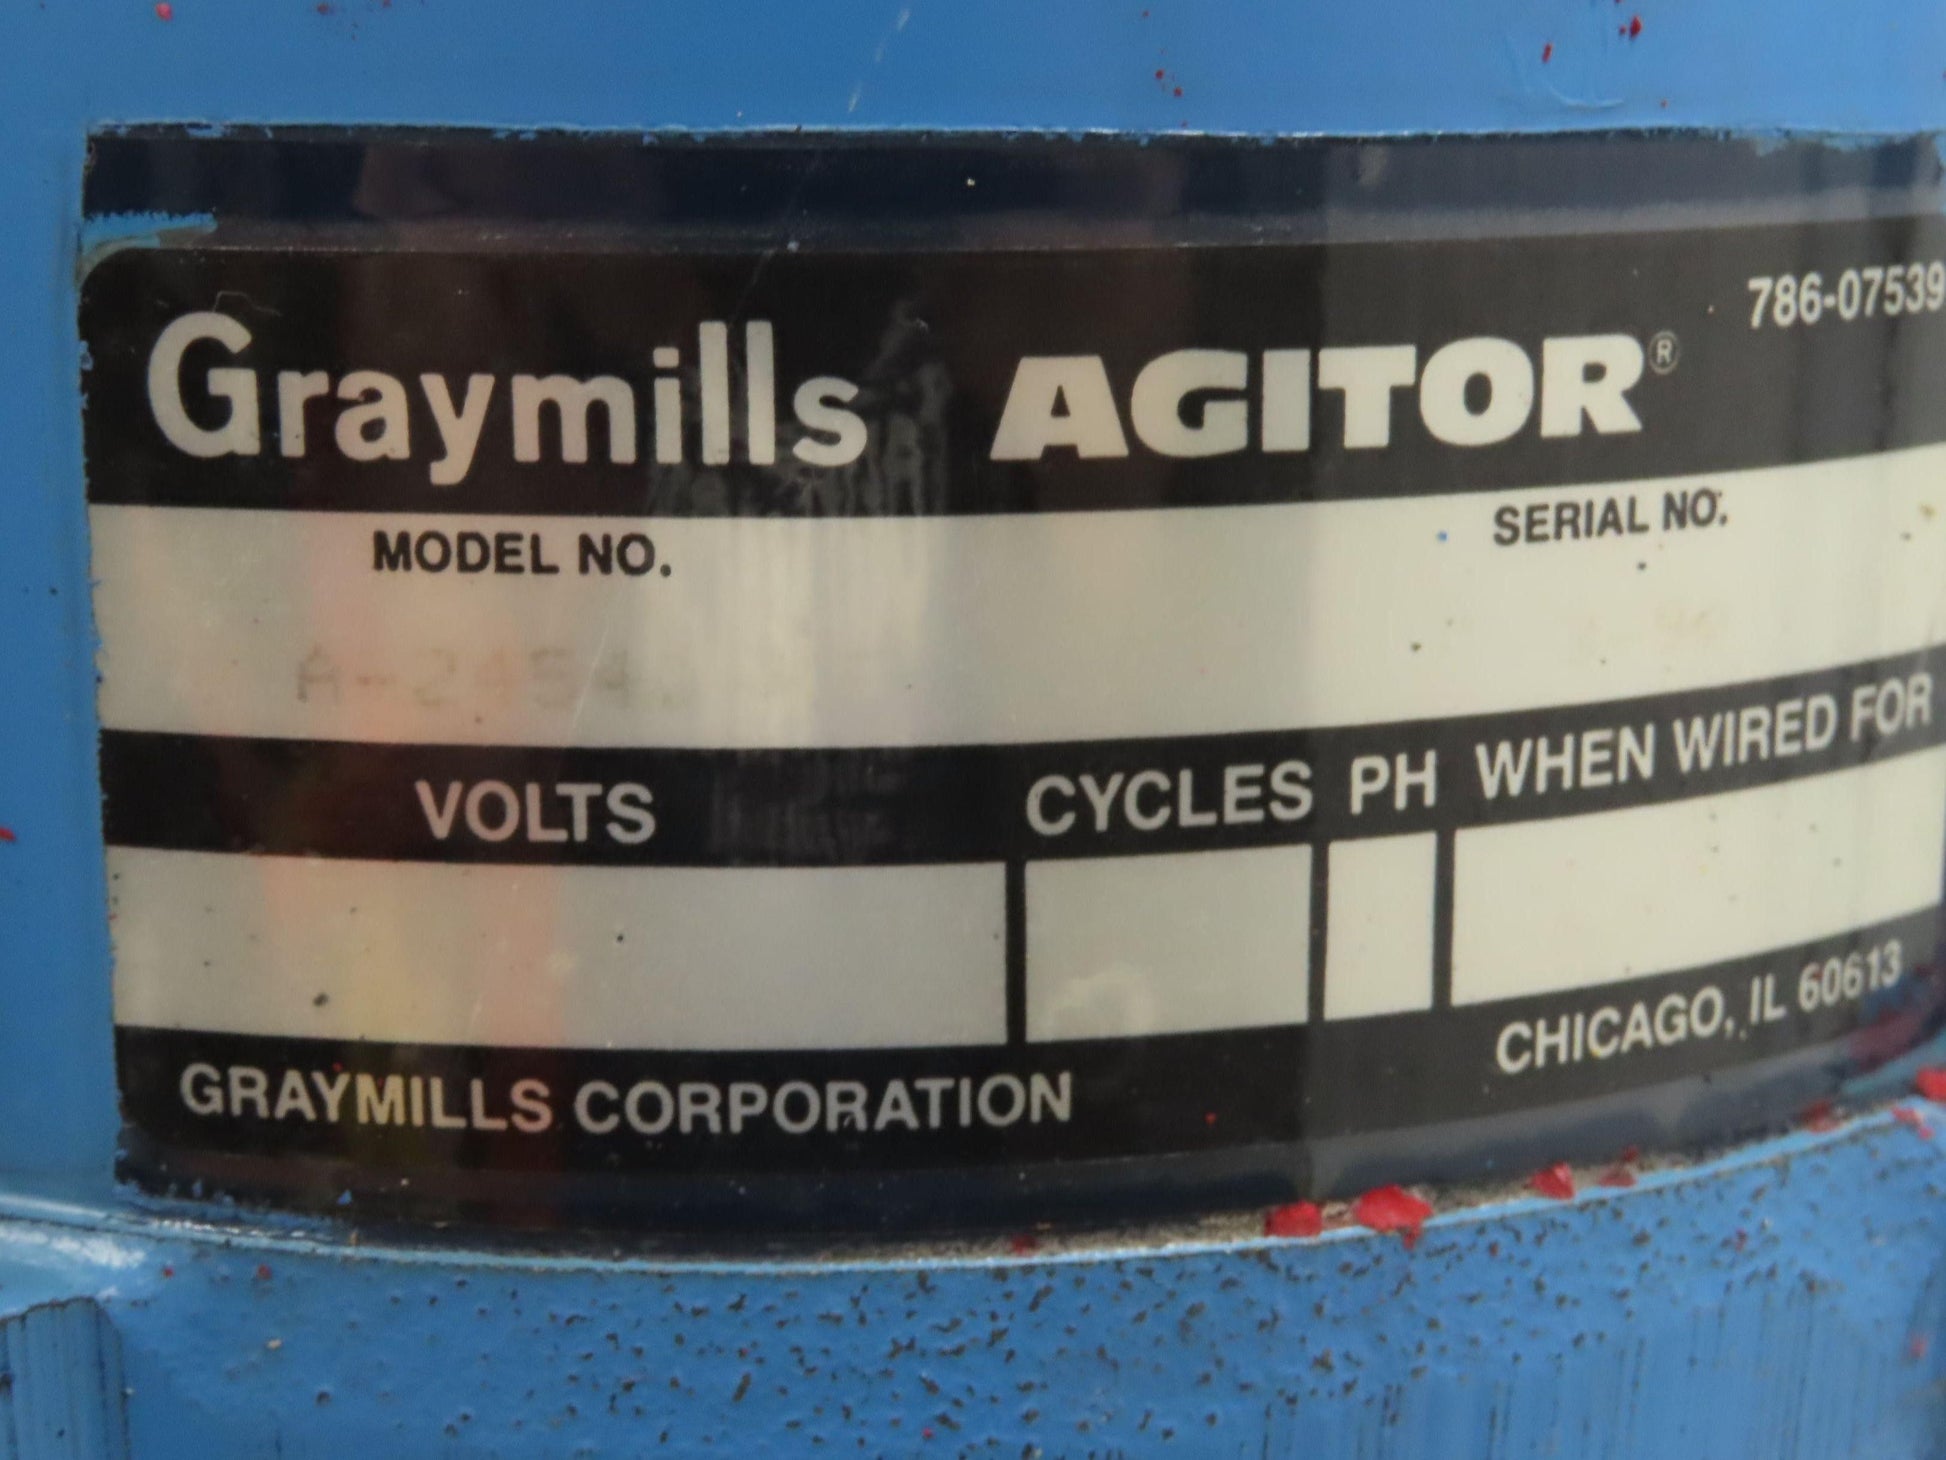 786-07539
Graymills AGITOR®
MODEL NO. SERIAL NO.
VOLTS CYCLES PH WHEN WIRED FOR
GRAYMILLS CORPORATION CHICAGO, IL 60613